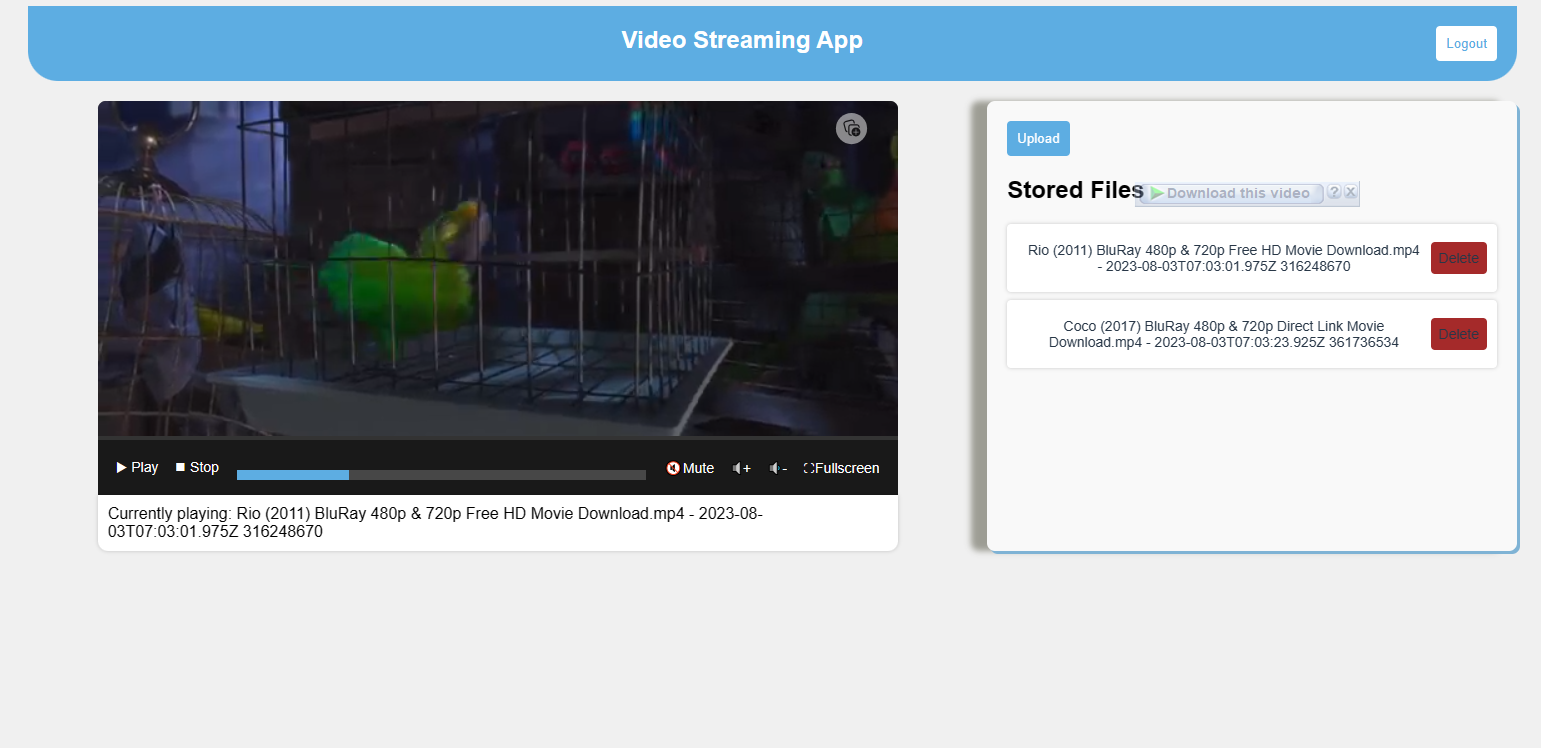 Video Streaming App
Logout
Upload
Stored Files
Download this video ? X
Rio (2011) BluRay 480p & 720p Free HD Movie Download.mp4
- 2023-08-03T07:03:01.975Z 316248670
Delete
Coco (2017) BluRay 480p & 720p Direct Link Movie
Download.mp4 - 2023-08-03T07:03:23.925Z 361736534
Delete
Play
Stop
Mute
+
-
Fullscreen
Currently playing: Rio (2011) BluRay 480p & 720p Free HD Movie Download.mp4 - 2023-08-
03T07:03:01.975Z 316248670